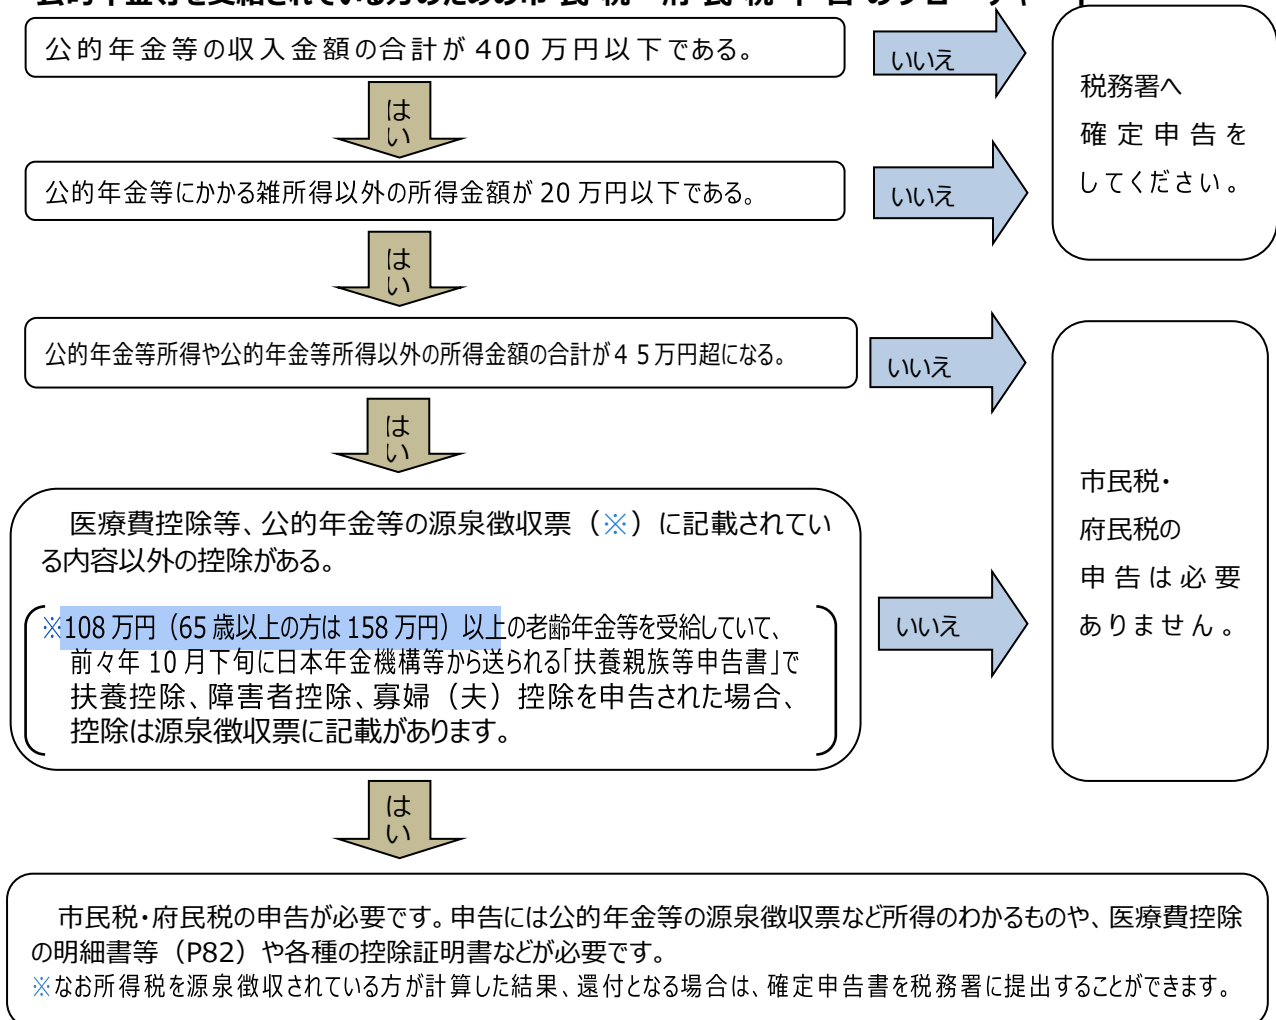 公的年金等の収入金額の合計が 400 万円以下である。
いいえ
税務署へ
確定申告を
してください。
はい
公的年金等にかかる雑所得以外の所得金額が 20 万円以下である。
いいえ
はい
公的年金等所得や公的年金等所得以外の所得金額の合計が４５万円超になる。
いいえ
市民税・
府民税の
申告は必要
ありません。
はい
医療費控除等、公的年金等の源泉徴収票（※）に記載されてい
る内容以外の控除がある。
※108 万円（65 歳以上の方は 158 万円）以上の老齢年金等を受給していて、
前々年 10 月下旬に日本年金機構等から送られる「扶養親族等申告書」で
扶養控除、障害者控除、寡婦（夫）控除を申告された場合、
控除は源泉徴収票に記載があります。
いいえ
はい
市民税・府民税の申告が必要です。申告には公的年金等の源泉徴収票など所得のわかるものや、医療費控除
の明細書等（P82）や各種の控除証明書などが必要です。
※なお所得税を源泉徴収されている方が計算した結果、還付となる場合は、確定申告書を税務署に提出することができます。